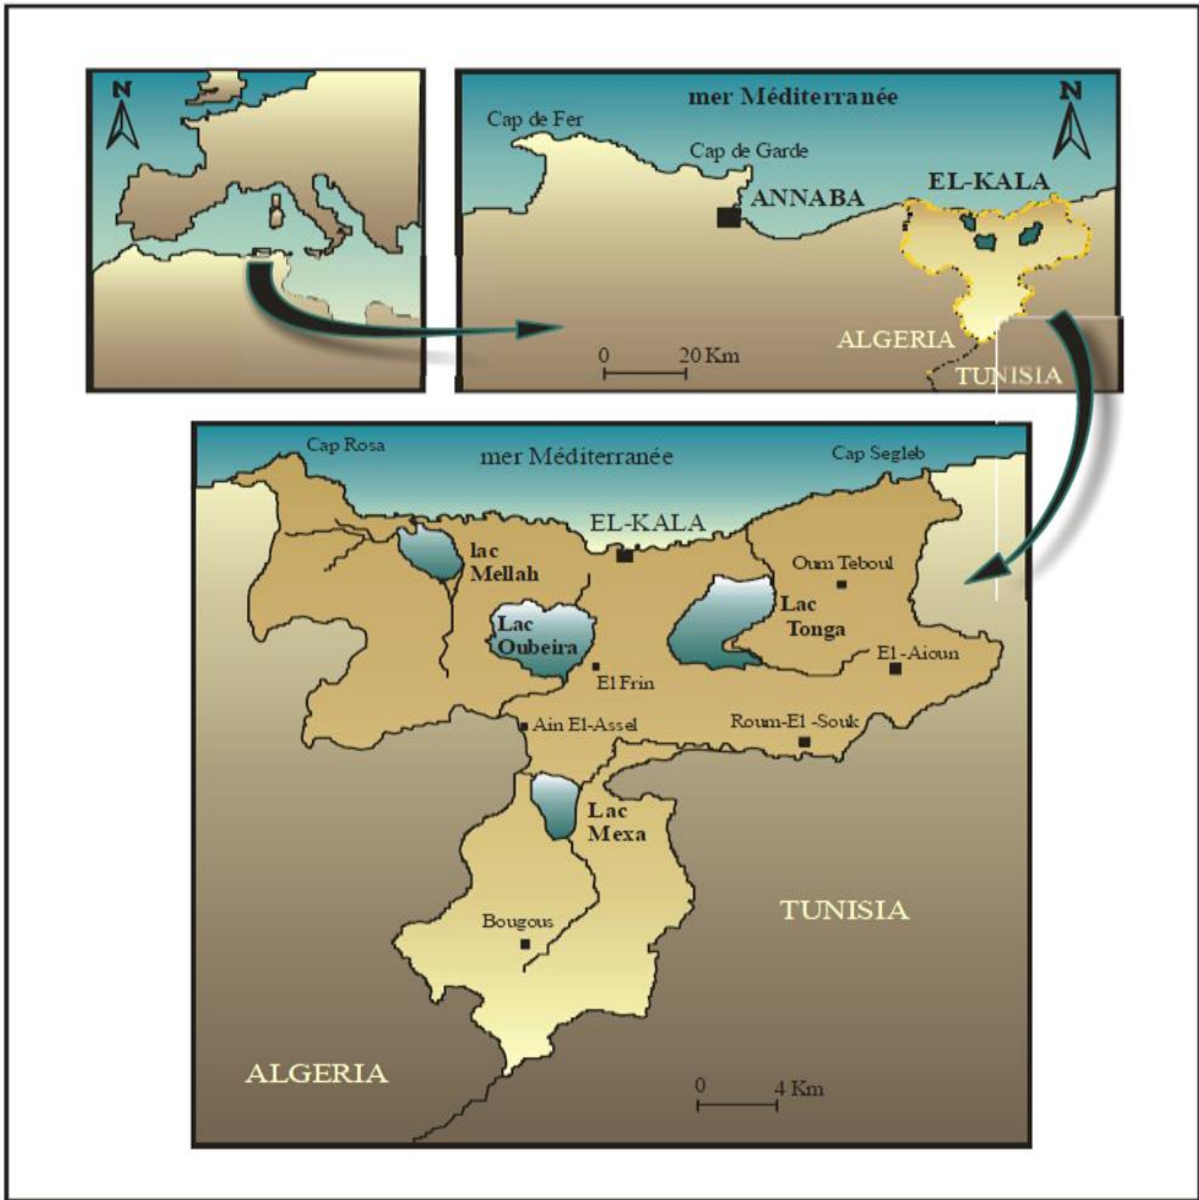 N
mer Méditerranée
N
Cap de Fer
Cap de Garde
EL-KALA
ANNABA
ALGERIA
0 20 Km
TUNISIA
Cap Rosa
mer Méditerranée
Cap Segleb
EL-KALA
lac
Mellah
Oum Teboul
Lac
Tonga
Lac
Oubeira
El-Aioun
El Frin
Ain El-Assel
Roum-El -Souk
Lac
Mexa
TUNISIA
Bougous
ALGERIA
0 4 Km